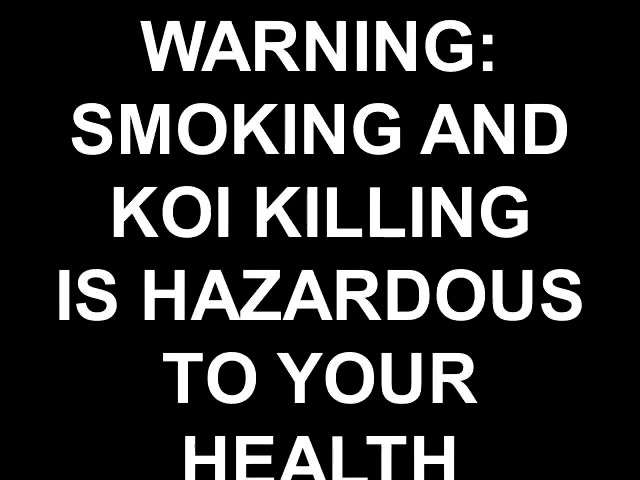 WARNING:
SMOKING AND
KOI KILLING
IS HAZARDOUS
TO YOUR
HEALTH